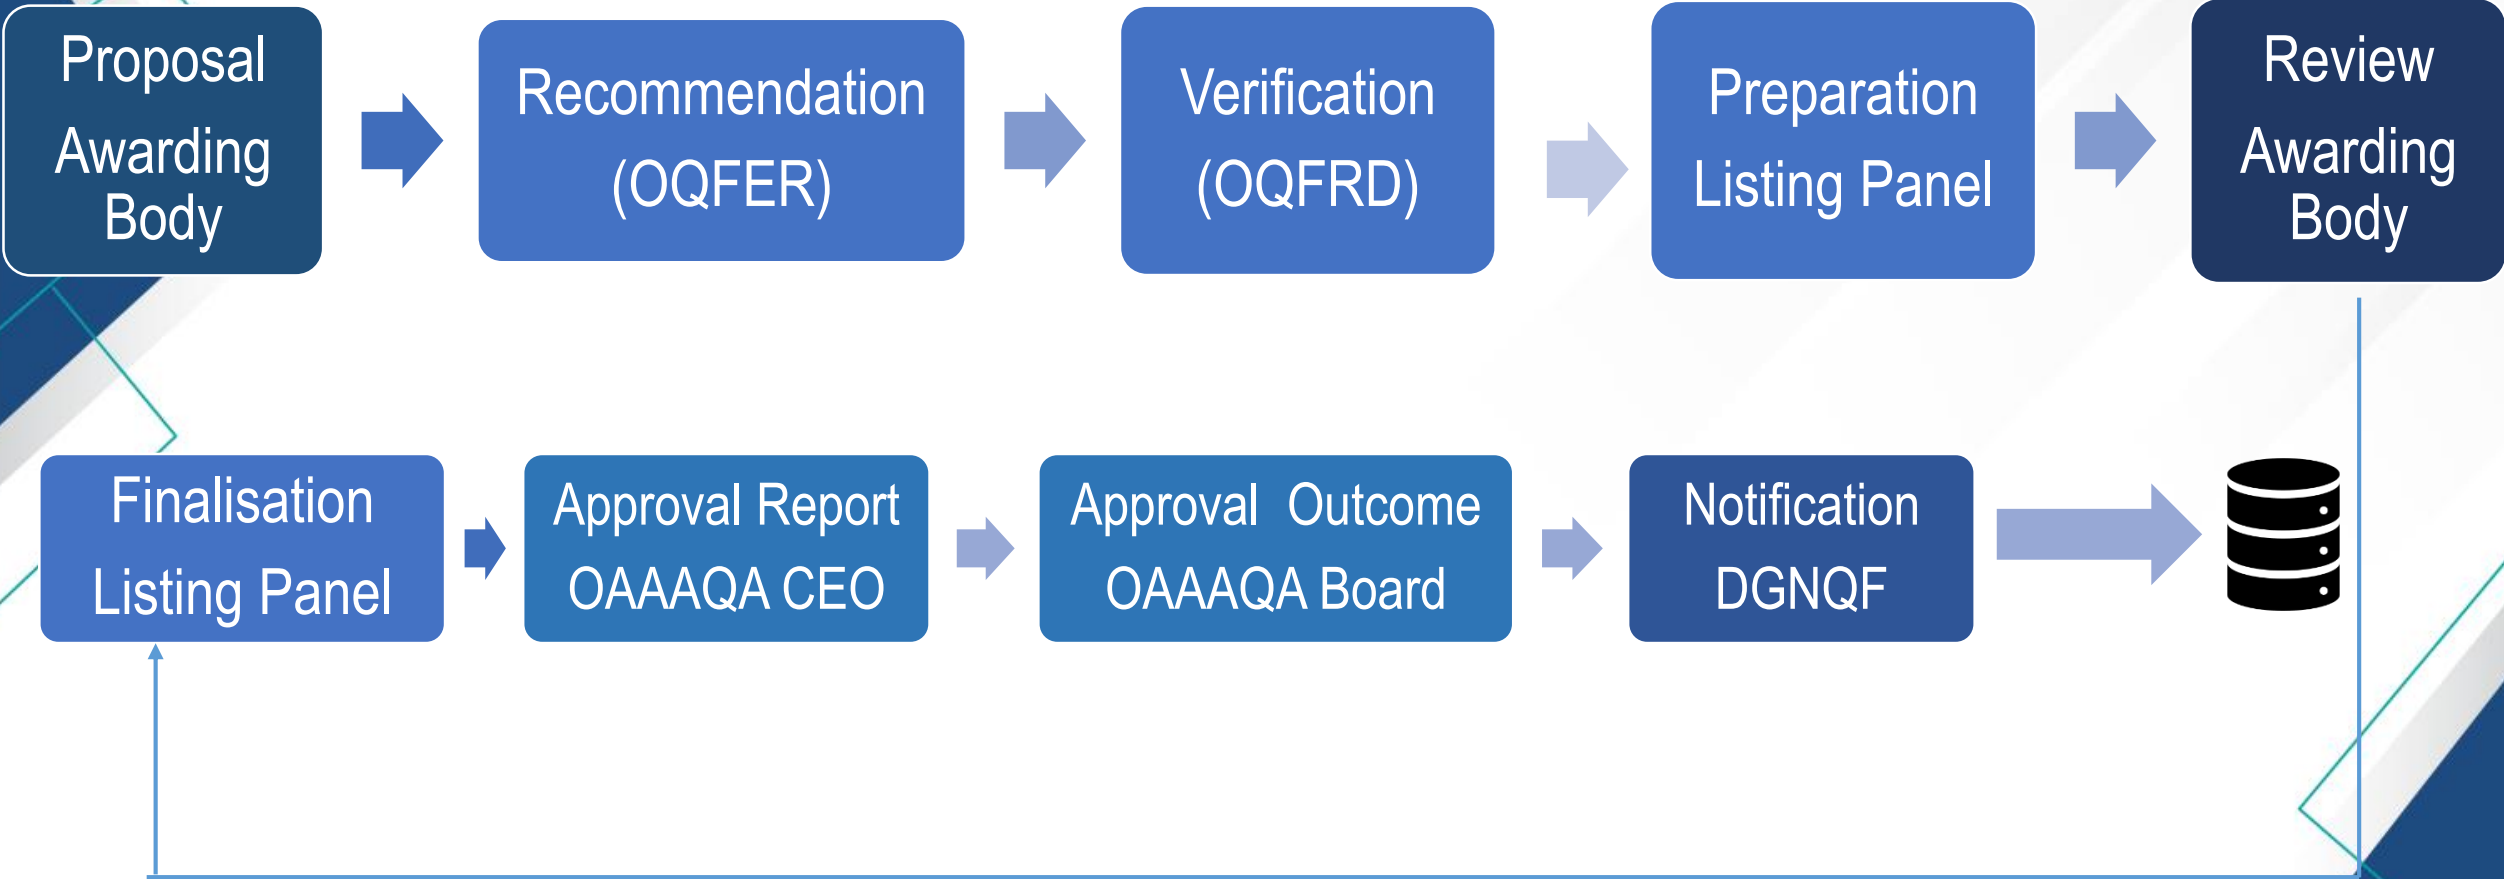 Proposal
Awarding
Body
Recommendation
(OQFER)
Verification
(OQFRD)
Preparation
Listing Panel
Review
Awarding
Body
Finalisation
Listing Panel
Approval Report
OAAAQA CEO
Approval Outcome
OAAAQA Board
Notification
DGNQF